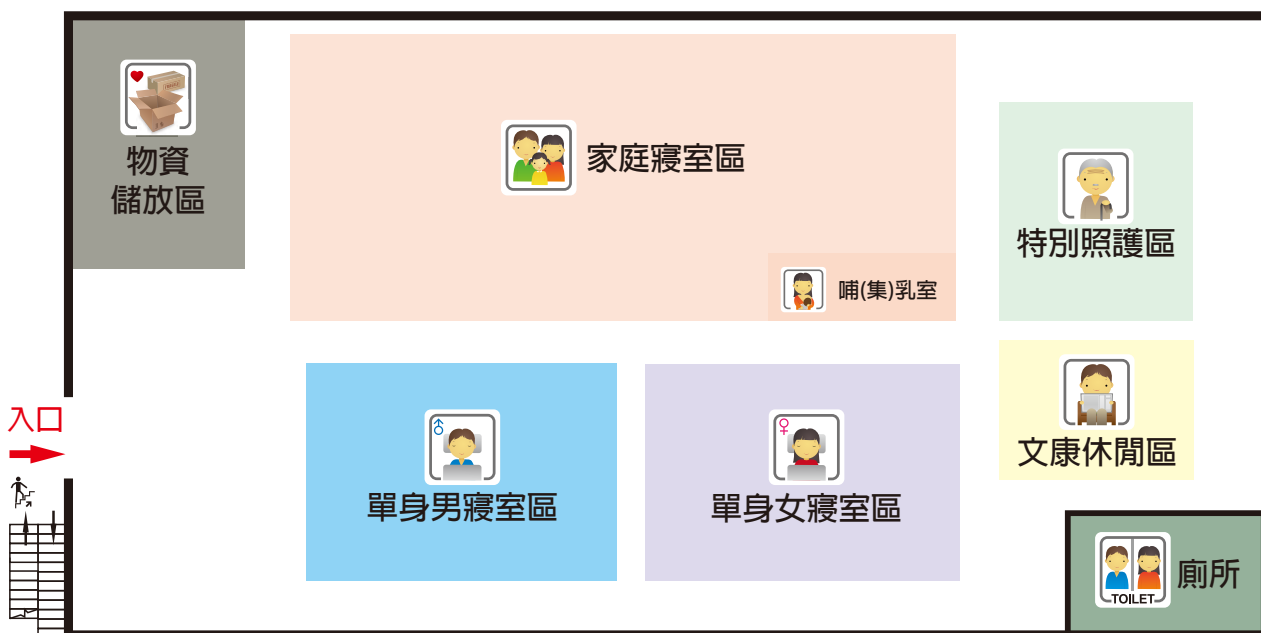 物資
儲放區
家庭寢室區
特別照護區
哺(集)乳室
入口
單身男寢室區
單身女寢室區
文康休閒區
TOILET
廁所